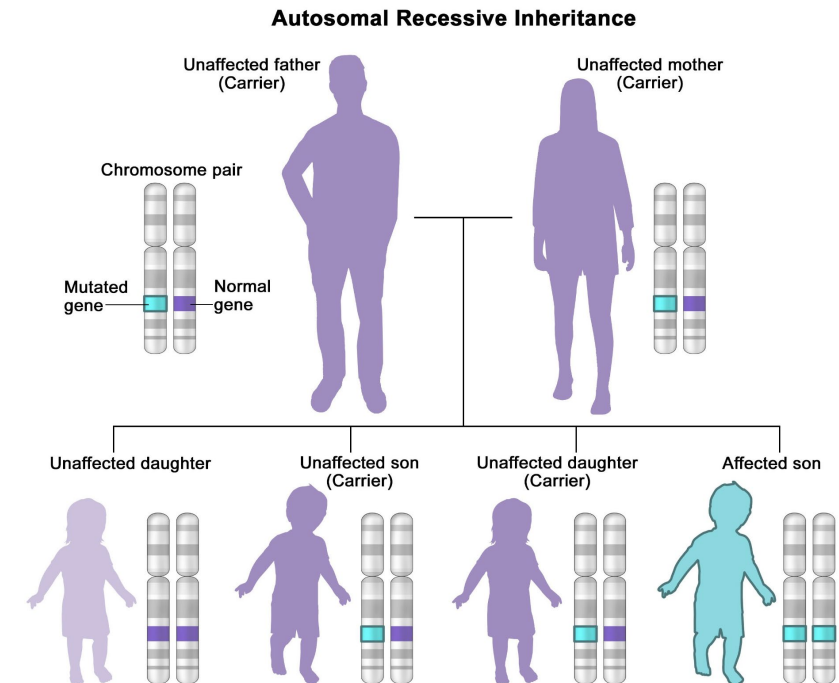 Autosomal Recessive Inheritance
Unaffected father
(Carrier)
Unaffected mother
(Carrier)
Chromosome pair
Mutated
gene
Normal
gene
Unaffected daughter
Unaffected son
(Carrier)
Unaffected daughter
(Carrier)
Affected son